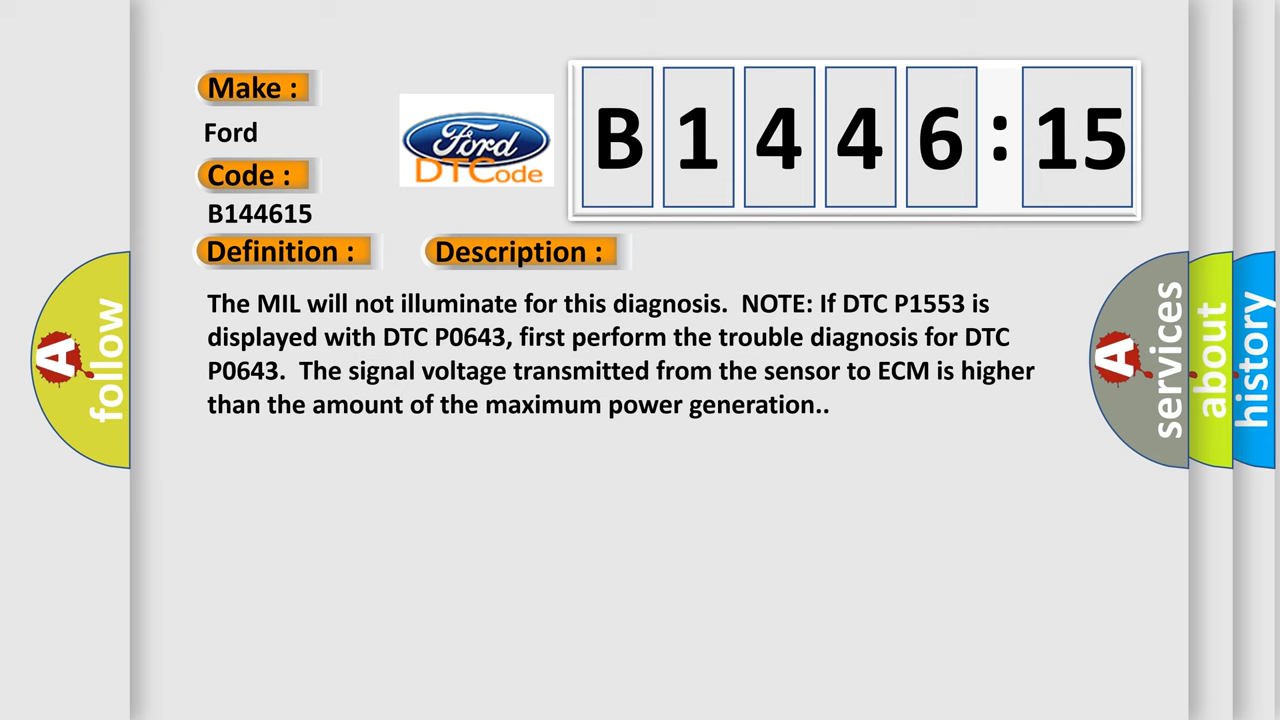 Make :
Ford
Code :
B144615
Ford
DTCode
B 1 4 4 6 : 15
Definition :
Description :
The MIL will not illuminate for this diagnosis. NOTE: If DTC P1553 is
displayed with DTC P0643, first perform the trouble diagnosis for DTC
P0643. The signal voltage transmitted from the sensor to ECM is higher
than the amount of the maximum power generation..
A
follow
A
services
about
history